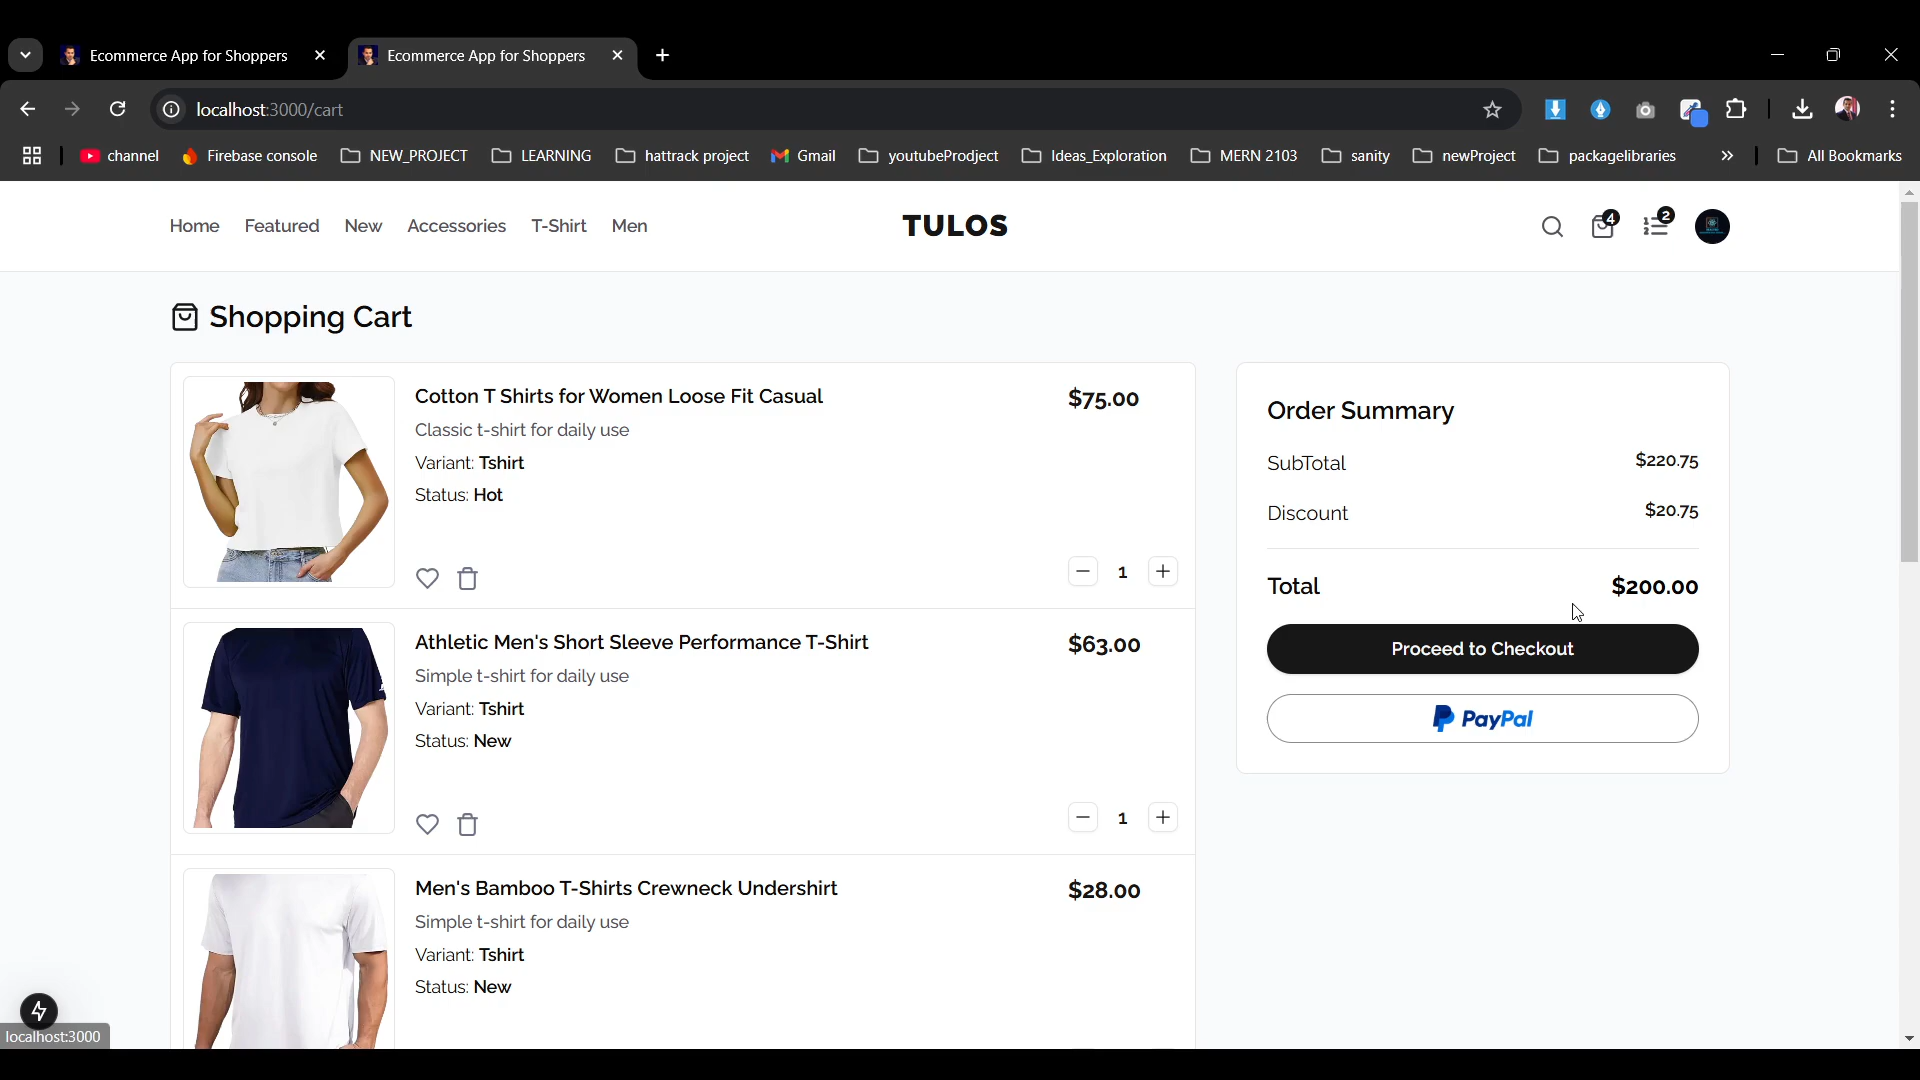 Ecommerce App for Shoppers
Ecommerce App for Shoppers
localhost:3000/cart
channel
Firebase console
NEW_PROJECT
LEARNING
hattrack project
Gmail
youtubeProdject
Ideas_Exploration
MERN 2103
sanity
newProject
packagelibraries
All Bookmarks
Home Featured New Accessories T-Shirt Men
TULOS
4
2
Shopping Cart
Cotton T Shirts for Women Loose Fit Casual
$75.00
Classic t-shirt for daily use
Variant: Tshirt
Status: Hot
1
Athletic Men's Short Sleeve Performance T-Shirt
$63.00
Simple t-shirt for daily use
Variant: Tshirt
Status: New
1
Men's Bamboo T-Shirts Crewneck Undershirt
$28.00
Simple t-shirt for daily use
Variant: Tshirt
Status: New
Order Summary
SubTotal $220.75
Discount $20.75
Total $200.00
Proceed to Checkout
PayPal
localhost:3000